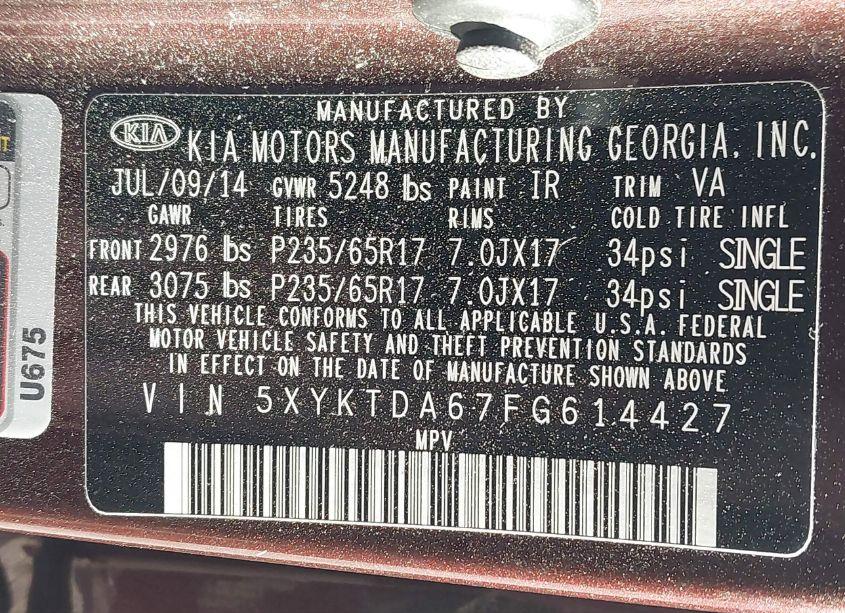 MANUFACTURED BY
KIA KIA MOTORS MANUFACTURING GEORGIA, INC.
JUL/09/14 GVWR 5248 lbs PAINT IR TRIM VA
GAWR TIRES RIMS COLD TIRE INFL
FRONT 2976 lbs P235/65R17 7.0JX17 34psi SINGLE
REAR 3075 lbs P235/65R17 7.0JX17 34psi SINGLE
THIS VEHICLE CONFORMS TO ALL APPLICABLE U.S.A. FEDERAL
MOTOR VEHICLE SAFETY AND THEFT PREVENTION STANDARDS
IN EFFECT ON THE DATE OF MANUFACTURE SHOWN ABOVE
VIN 5XYKTDA67FG614427
MPV
U675